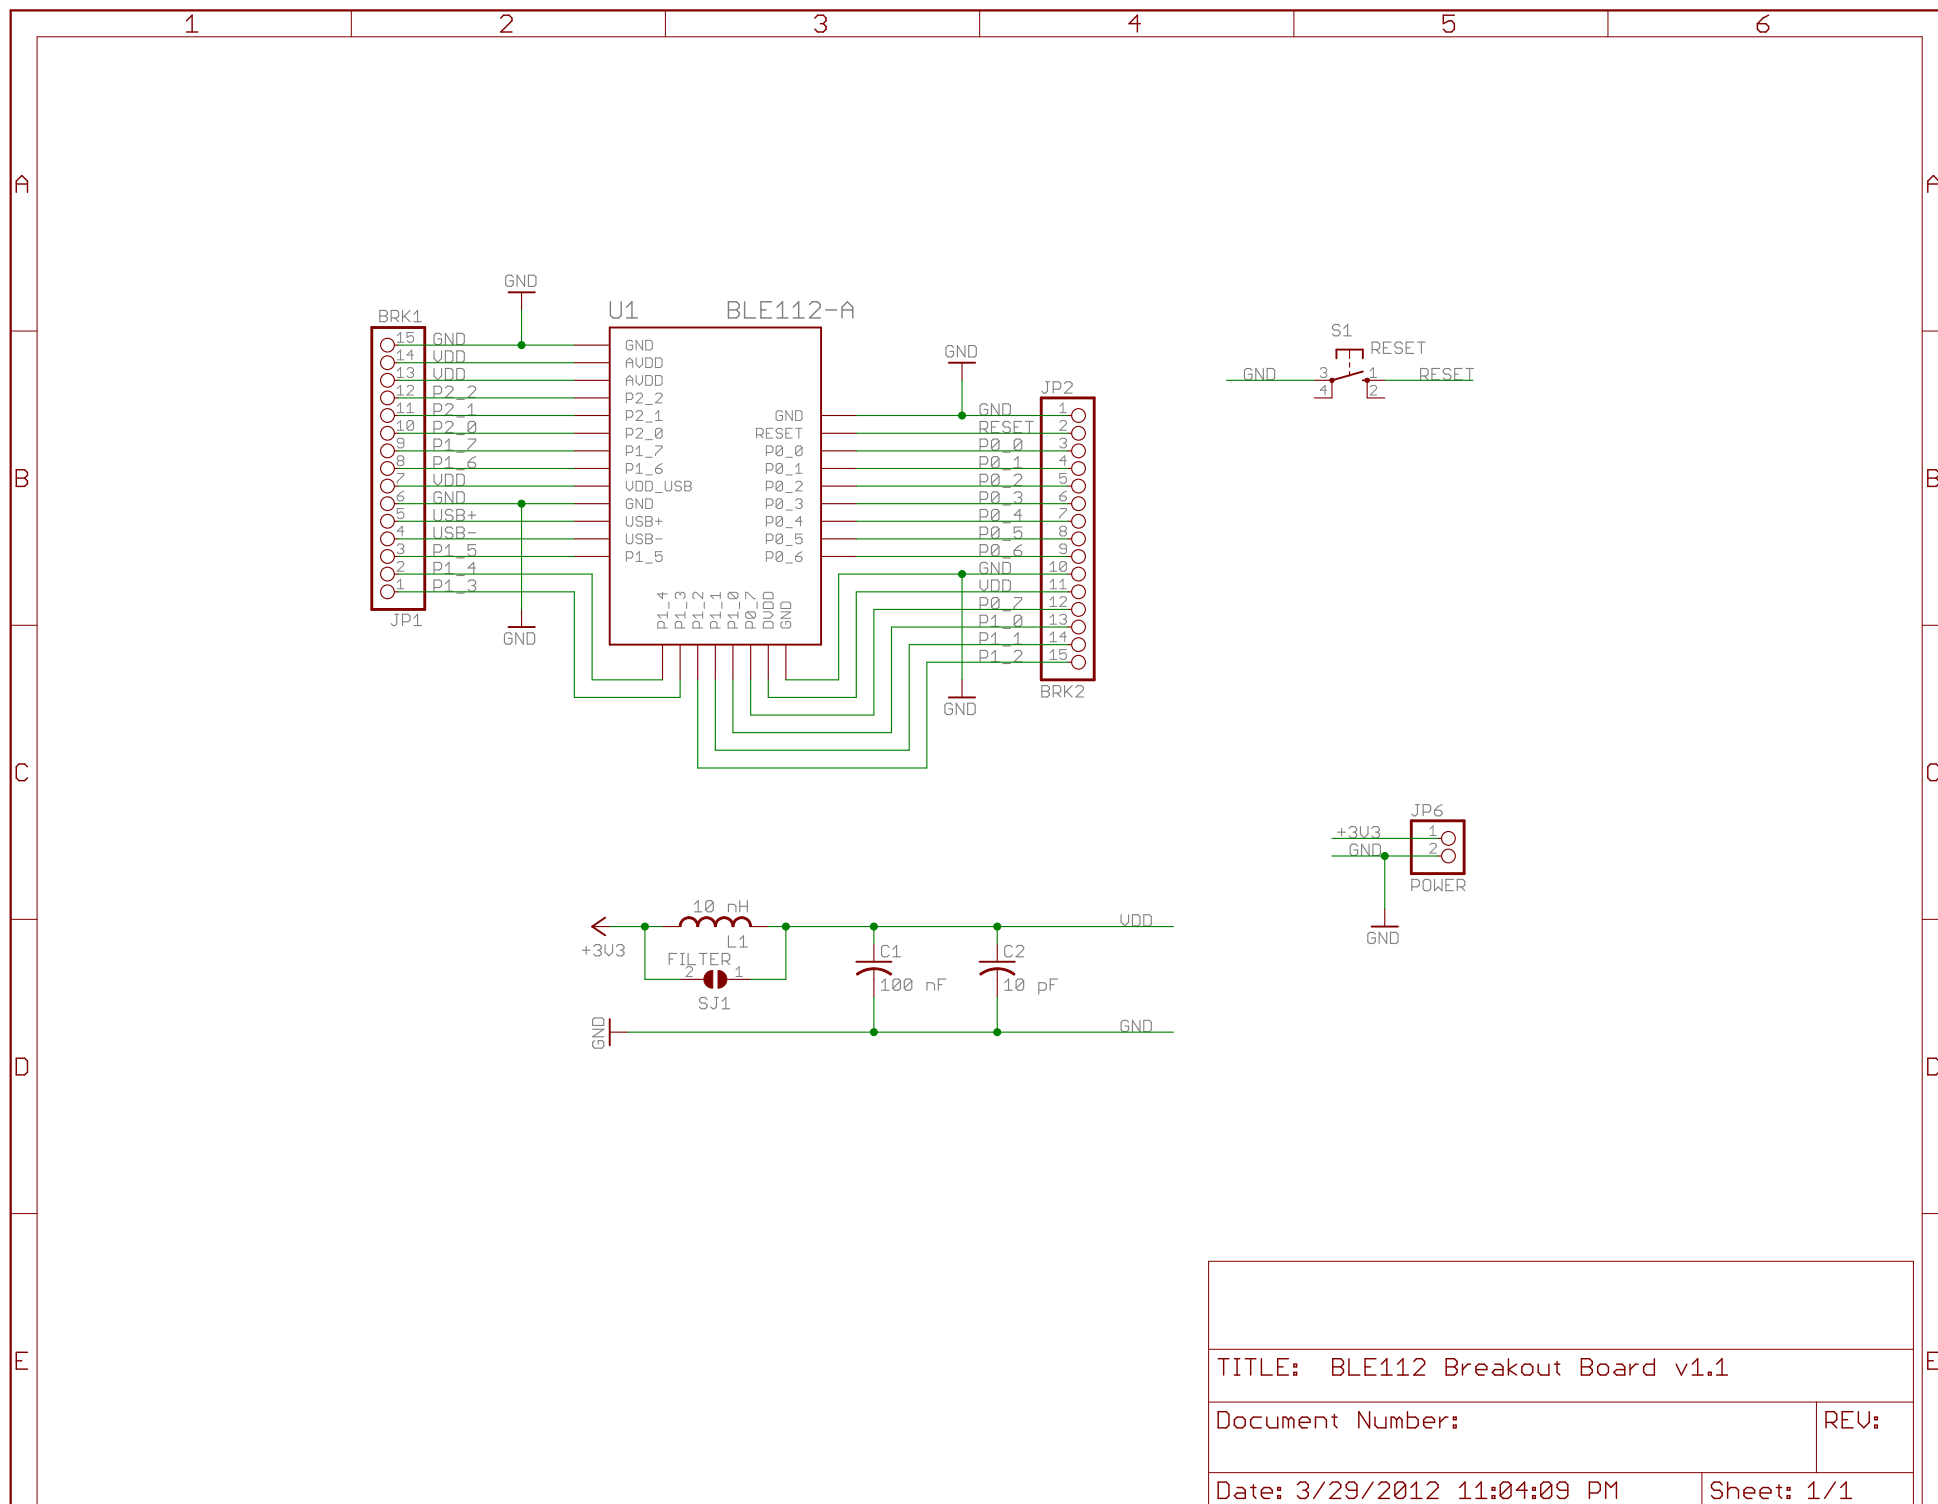 1 2 3 4 5 6
A A
B B
C C
D D
E E
GND
BRK1
15 GND
14 VDD
13 VDD
12 P2_2
11 P2_1
10 P2_0
9 P1_7
8 P1_6
7 VDD
6 GND
5 USB+
4 USB-
3 P1_5
2 P1_4
1 P1_3
JP1
GND
U1 BLE112-A
GND
AVDD
AVDD
P2_2
P2_1
P2_0
P1_7
P1_6
VDD_USB
GND
USB+
USB-
P1_5
GND
RESET
P0_0
P0_1
P0_2
P0_3
P0_4
P0_5
P0_6
P1_4
P1_3
P1_2
P1_1
P1_0
P0_7
DVDD
GND
GND
JP2
GND 1
RESET 2
P0_0 3
P0_1 4
P0_2 5
P0_3 6
P0_4 7
P0_5 8
P0_6 9
GND 10
VDD 11
P0_7 12
P1_0 13
P1_1 14
P1_2 15
BRK2
GND
S1
RESET
GND 3 1 RESET
4 2
JP6
+3V3 1
GND 2
POWER
GND
10 nH
L1
+3V3
FILTER
2 1
SJ1
C1
100 nF
C2
10 pF
VDD
GND
GND
TITLE: BLE112 Breakout Board v1.1
Document Number:
REV:
Date: 3/29/2012 11:04:09 PM
Sheet: 1/1